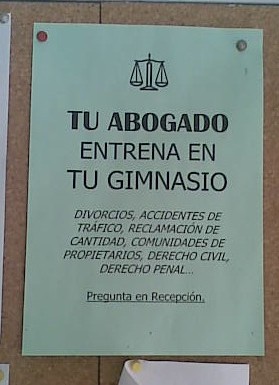 TU ABOGADO
ENTRENA EN
TU GIMNASIO
DIVORCIOS, ACCIDENTES DE
TRÁFICO, RECLAMACIÓN DE
CANTIDAD, COMUNIDADES DE
PROPIETARIOS, DERECHO CIVIL,
DERECHO PENAL...
Pregunta en Recepción.